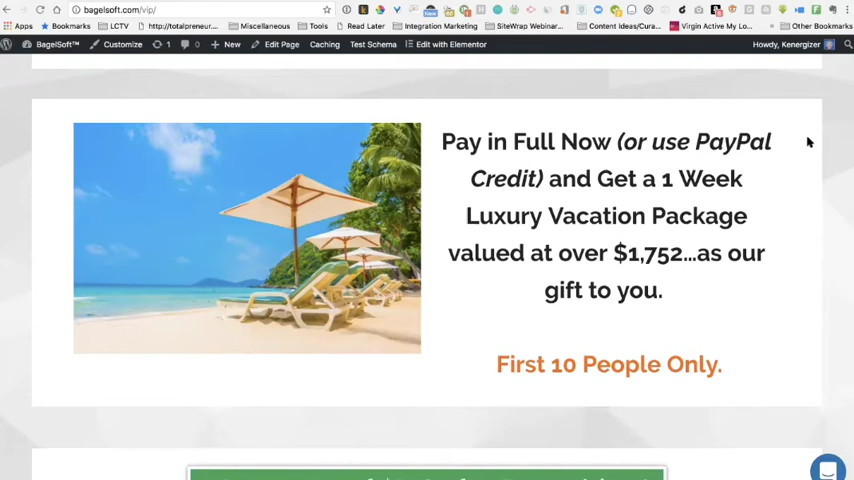 bagelsoft.com/vip/
Apps Bookmarks LCTV http://totalpreneur... Miscellaneous Tools Read Later Integration Marketing SiteWrap Webinar... Content Ideas/Cura... Virgin Active My Lo... Other Bookmarks
BagelSoft™ Customize 1 0 New Edit Page Caching Test Schema Edit with Elementor Howdy, Kenergizer
Pay in Full Now (or use PayPal
Credit) and Get a 1 Week
Luxury Vacation Package
valued at over $1,752...as our
gift to you.
First 10 People Only.